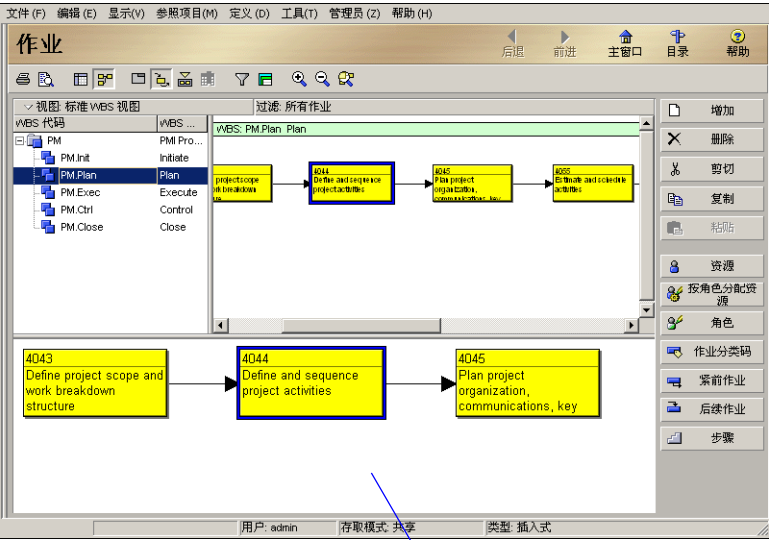 文件(F) 编辑(E) 显示(V) 参照项目(M) 定义(D) 工具(T) 管理员(Z) 帮助(H)
作业
后退 前进 主窗口 目录 帮助
视图: 标准 WBS 视图 过滤: 所有作业
WBS 代码 WBS ...
PM PMI Pro...
PM.Init Initiate
PM.Plan Plan
PM.Exec Execute
PM.Ctrl Control
PM.Close Close
WBS: PM.Plan Plan
project scope
work breakdown
4044
Define and sequence
project activities
4045
Plan project
organization,
communications, key
4055
Estimate and schedule
activities
4043
Define project scope and
work breakdown
structure
4044
Define and sequence
project activities
4045
Plan project
organization,
communications, key
增加
删除
剪切
复制
粘贴
资源
按角色分配资
源
角色
作业分类码
紧前作业
后续作业
步骤
用户: admin 存取模式: 共享 类型: 插入式